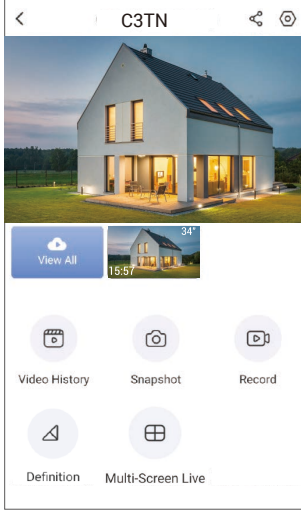 C3TN
View All
34"
15:57
Video History
Snapshot
Record
Definition
Multi-Screen Live